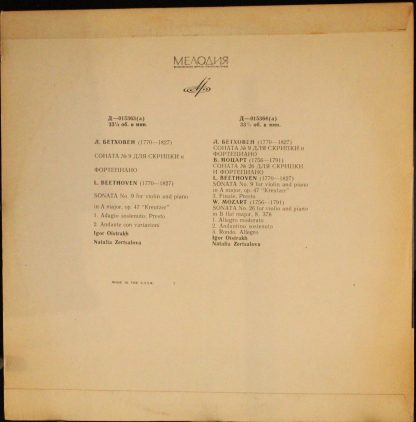 МЕЛОДИЯ
Д—015363(а)
33⅓ об. в мин.
Л. БЕТХОВЕН (1770—1827)
СОНАТА № 9 ДЛЯ СКРИПКИ и
ФОРТЕПИАНО
L. BEETHOVEN (1770—1827)
SONATA No. 9 for violin and piano
in A major, op. 47 "Kreutzer"
1. Adagio sostenuto. Presto
2. Andante con variazioni
Igor Oistrakh
Natalia Zertsalova
MADE IN THE U.S.S.R.
Д—015364(а)
33⅓ об. в мин.
Л. БЕТХОВЕН (1770—1827)
СОНАТА № 9 ДЛЯ СКРИПКИ И
ФОРТЕПИАНО
В. МОЦАРТ (1756—1791)
СОНАТА № 26 ДЛЯ СКРИПКИ
И ФОРТЕПИАНО
L. BEETHOVEN (1770—1827)
SONATA No. 9 for violin and piano
in A major, op. 47 "Kreutzer"
3. Finale. Presto
W. MOZART (1756—1791)
SONATA No. 26 for violin and piano
in B flat major, K. 378
1. Allegro moderato
2. Andantino sostenuto
3. Rondo. Allegro
Igor Oistrakh
Natalia Zertsalova